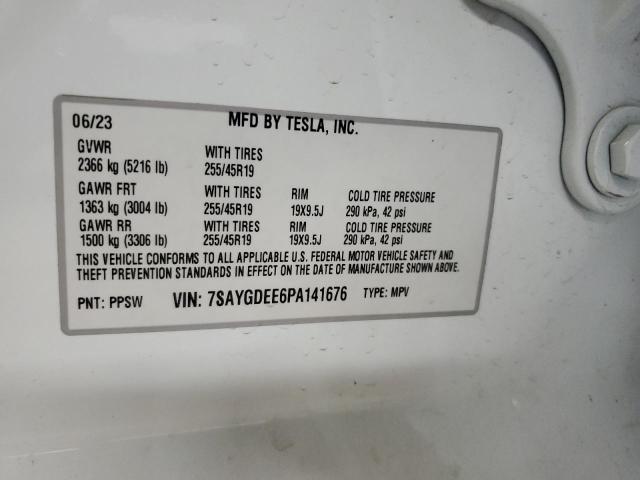 06/23 MFD BY TESLA, INC.
GVWR WITH TIRES
2366 kg (5216 lb) 255/45R19
GAWR FRT WITH TIRES RIM COLD TIRE PRESSURE
1363 kg (3004 lb) 255/45R19 19X9.5J 290 kPa, 42 psi
GAWR RR WITH TIRES RIM COLD TIRE PRESSURE
1500 kg (3306 lb) 255/45R19 19X9.5J 290 kPa, 42 psi
THIS VEHICLE CONFORMS TO ALL APPLICABLE U.S. FEDERAL MOTOR VEHICLE SAFETY AND
THEFT PREVENTION STANDARDS IN EFFECT ON THE DATE OF MANUFACTURE SHOWN ABOVE.
PNT: PPSW VIN: 7SAYGDEE6PA141676 TYPE: MPV